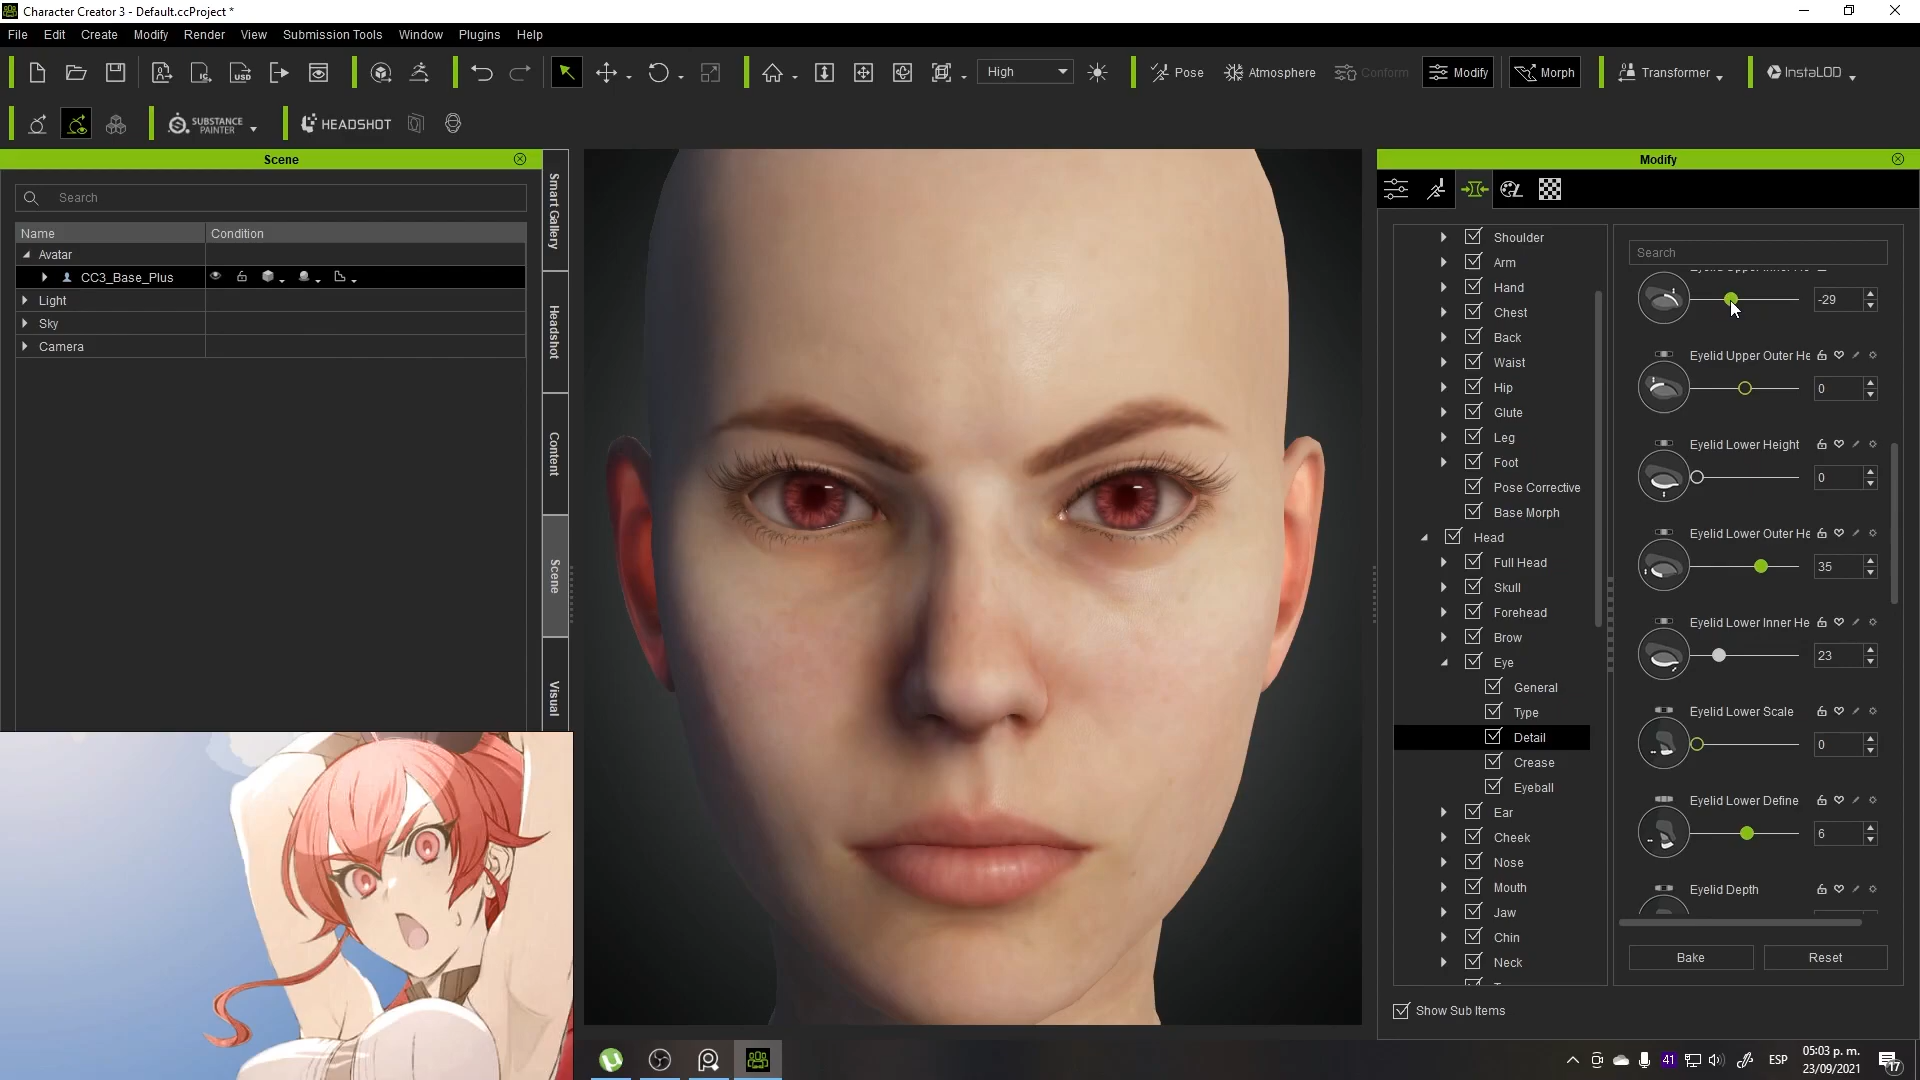 Character Creator 3 - Default.ccProject *
File Edit Create Modify Render View Submission Tools Window Plugins Help
High Pose Atmosphere Conform Modify Morph Transformer InstaLOD
SUBSTANCE PAINTER HEADSHOT
Scene
Search
Name Condition
Avatar
CC3_Base_Plus
Light
Sky
Camera
Smart Gallery
Headshot
Content
Scene
Visual
Modify
Shoulder
Arm
Hand
Chest
Back
Waist
Hip
Glute
Leg
Foot
Pose Corrective
Base Morph
Head
Full Head
Skull
Forehead
Brow
Eye
General
Type
Detail
Crease
Eyeball
Ear
Cheek
Nose
Mouth
Jaw
Chin
Neck
Show Sub Items
Search
Eyelid Upper Inner He
-29
Eyelid Upper Outer He
0
Eyelid Lower Height
0
Eyelid Lower Outer He
35
Eyelid Lower Inner He
23
Eyelid Lower Scale
0
Eyelid Lower Define
6
Eyelid Depth
Bake Reset
41 ESP 05:03 p. m.
23/09/2021
17